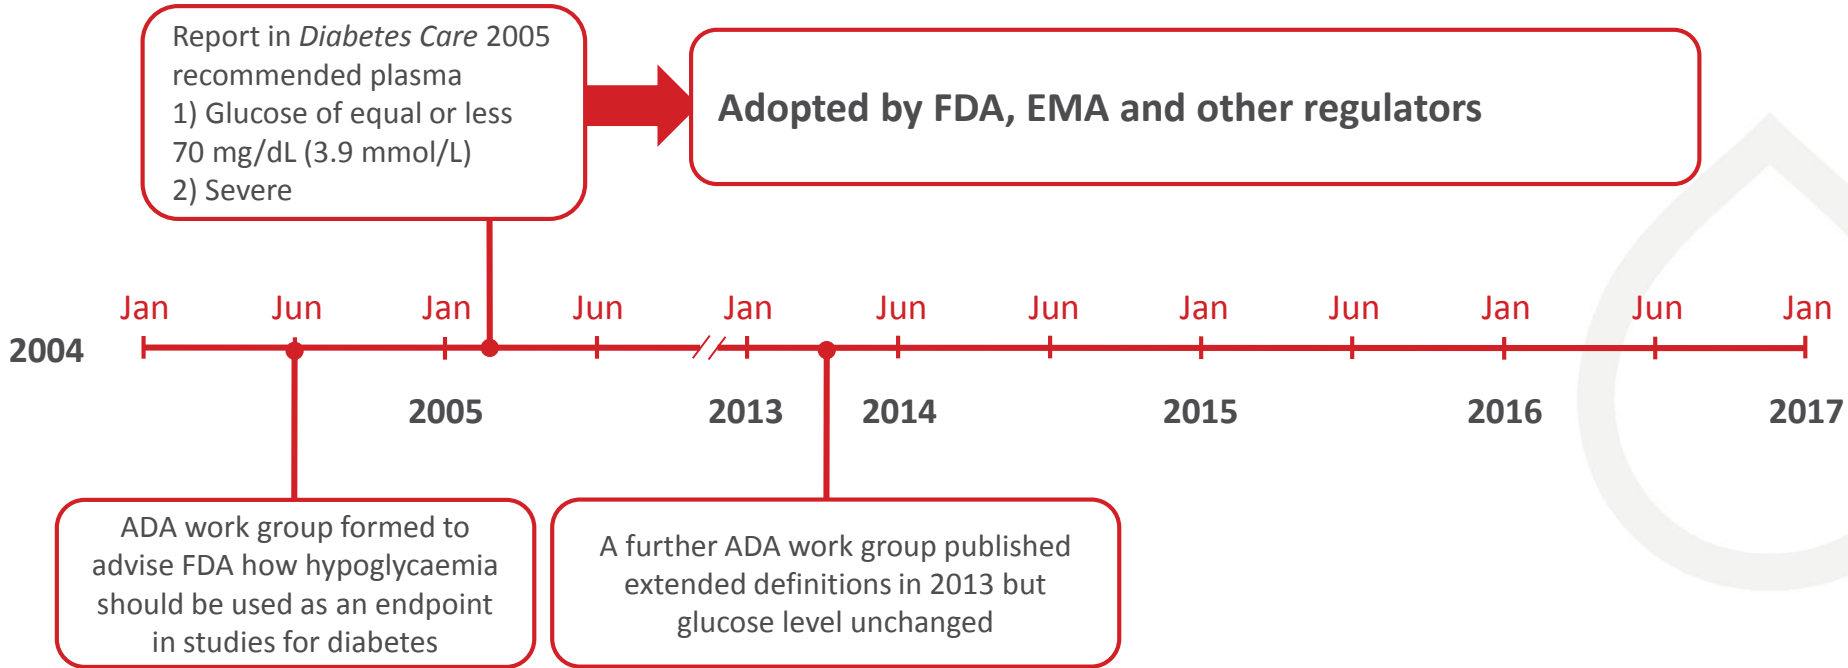 Report in Diabetes Care 2005
recommended plasma
1) Glucose of equal or less
70 mg/dL (3.9 mmol/L)
2) Severe
Adopted by FDA, EMA and other regulators
Jan Jun Jan Jun Jan Jun Jun Jan Jun Jan Jun Jan
2004
2005 2013 2014 2015 2016 2017
ADA work group formed to
advise FDA how hypoglycaemia
should be used as an endpoint
in studies for diabetes
A further ADA work group published
extended definitions in 2013 but
glucose level unchanged